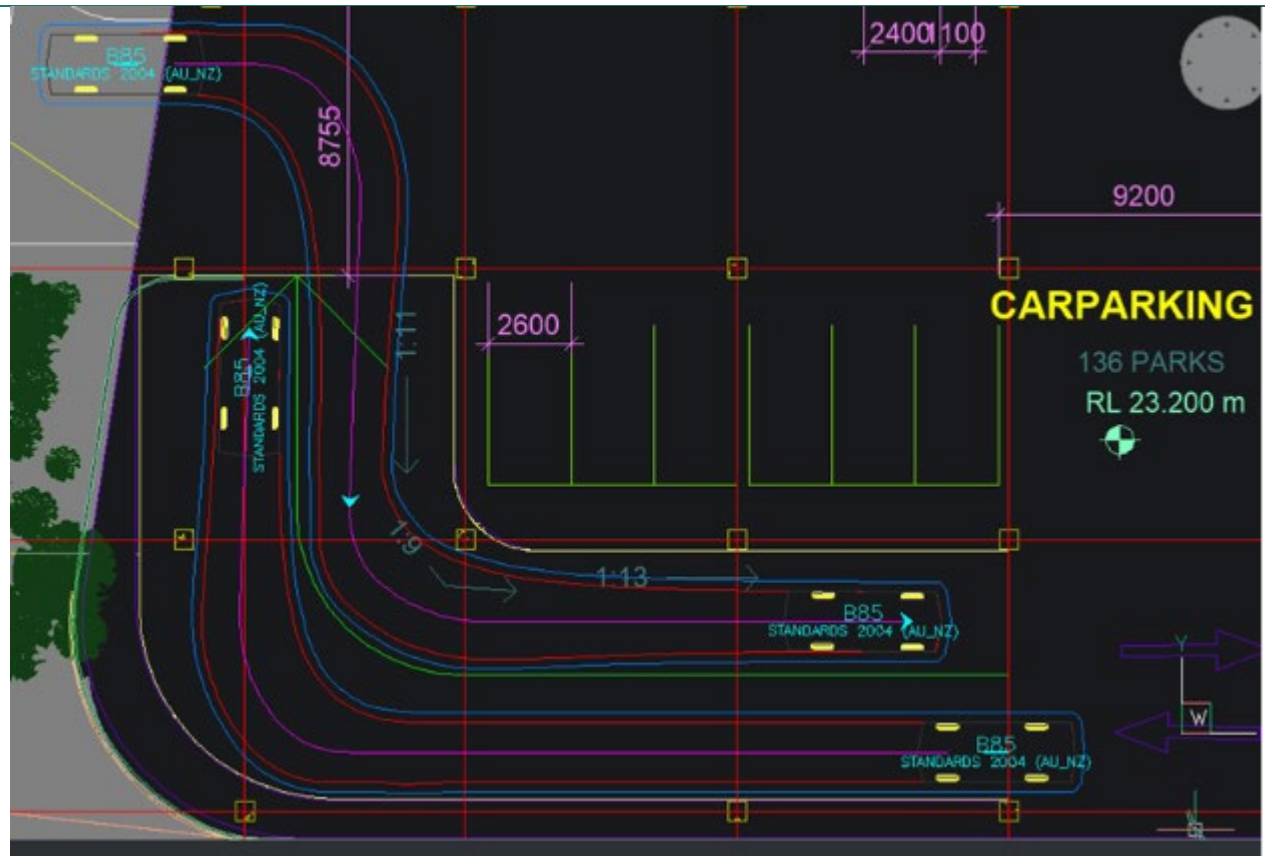 B85
STANDARDS 2004 (AU_NZ)
2400
1100
8755
9200
2600
CARPARKING
136 PARKS
RL 23.200 m
1:11
B85
STANDARDS 2004 (AU_NZ)
1:9
1:13
B85
STANDARDS 2004 (AU_NZ)
Y
W
B85
STANDARDS 2004 (AU_NZ)